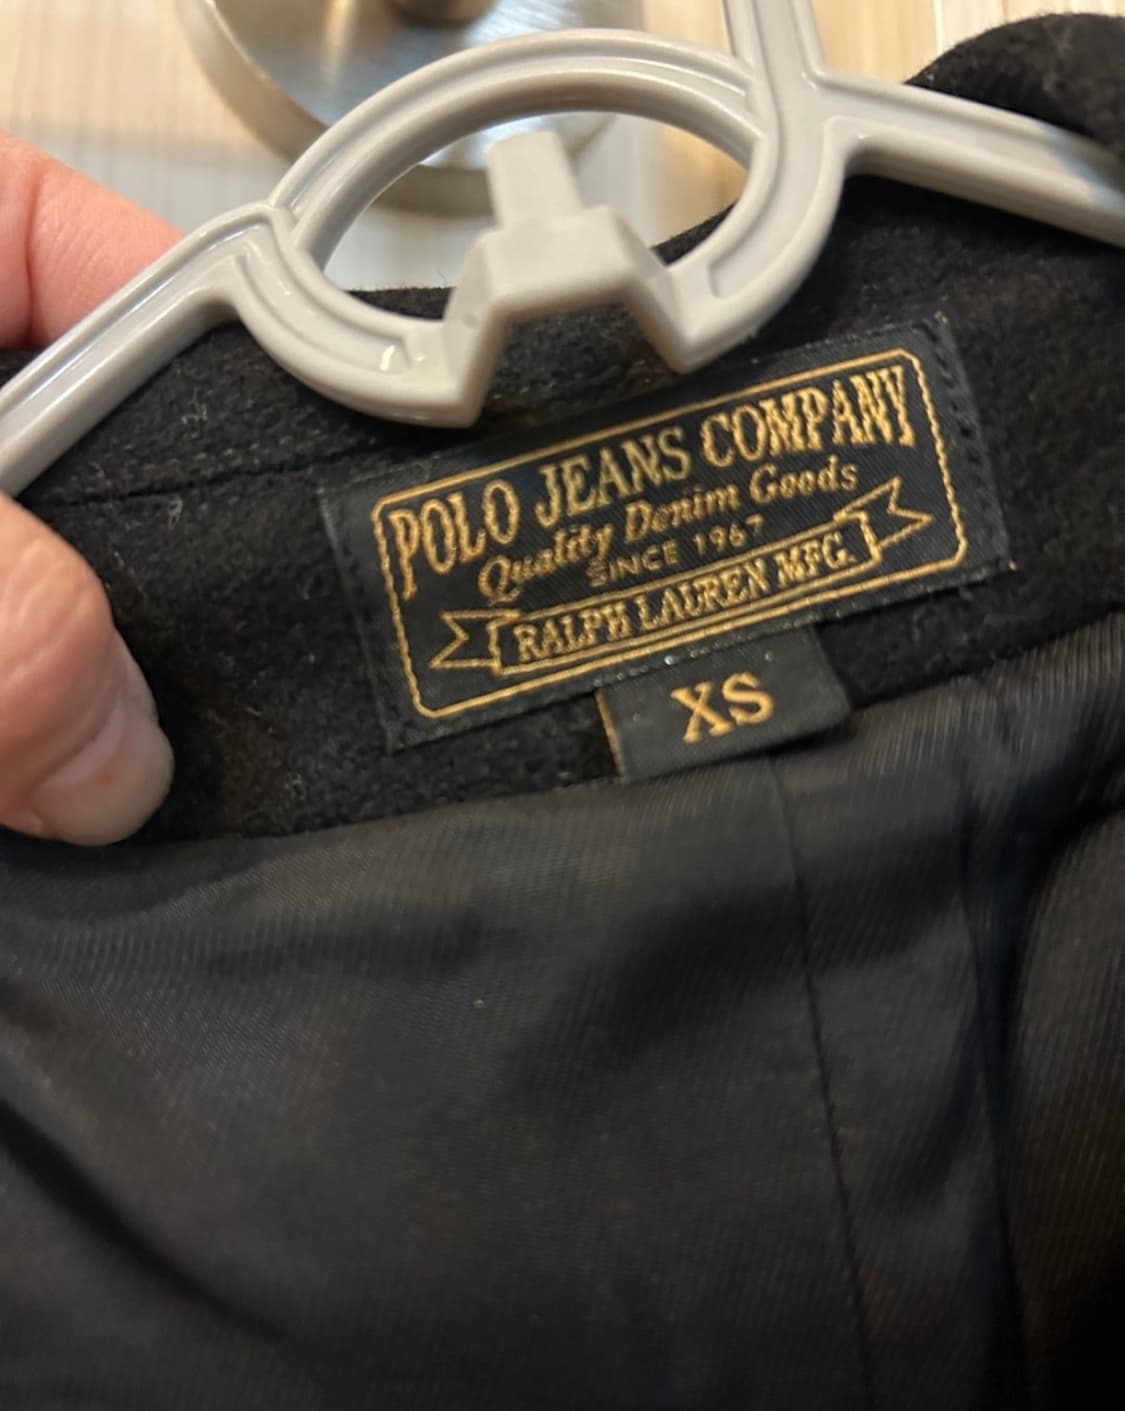 POLO JEANS COMPANY
Quality Denim Goods
SINCE 1967
RALPH LAUREN MFG.
XS